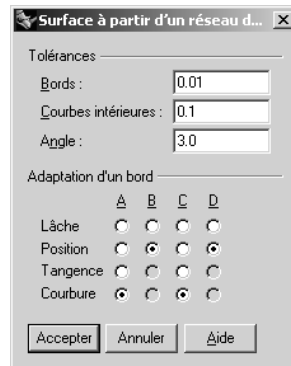 Surface à partir d'un réseau d...
Tolérances
Bords : 0.01
Courbes intérieures : 0.1
Angle : 3.0
Adaptation d'un bord
A B C D
Lâche
Position
Tangence
Courbure
Accepter Annuler Aide